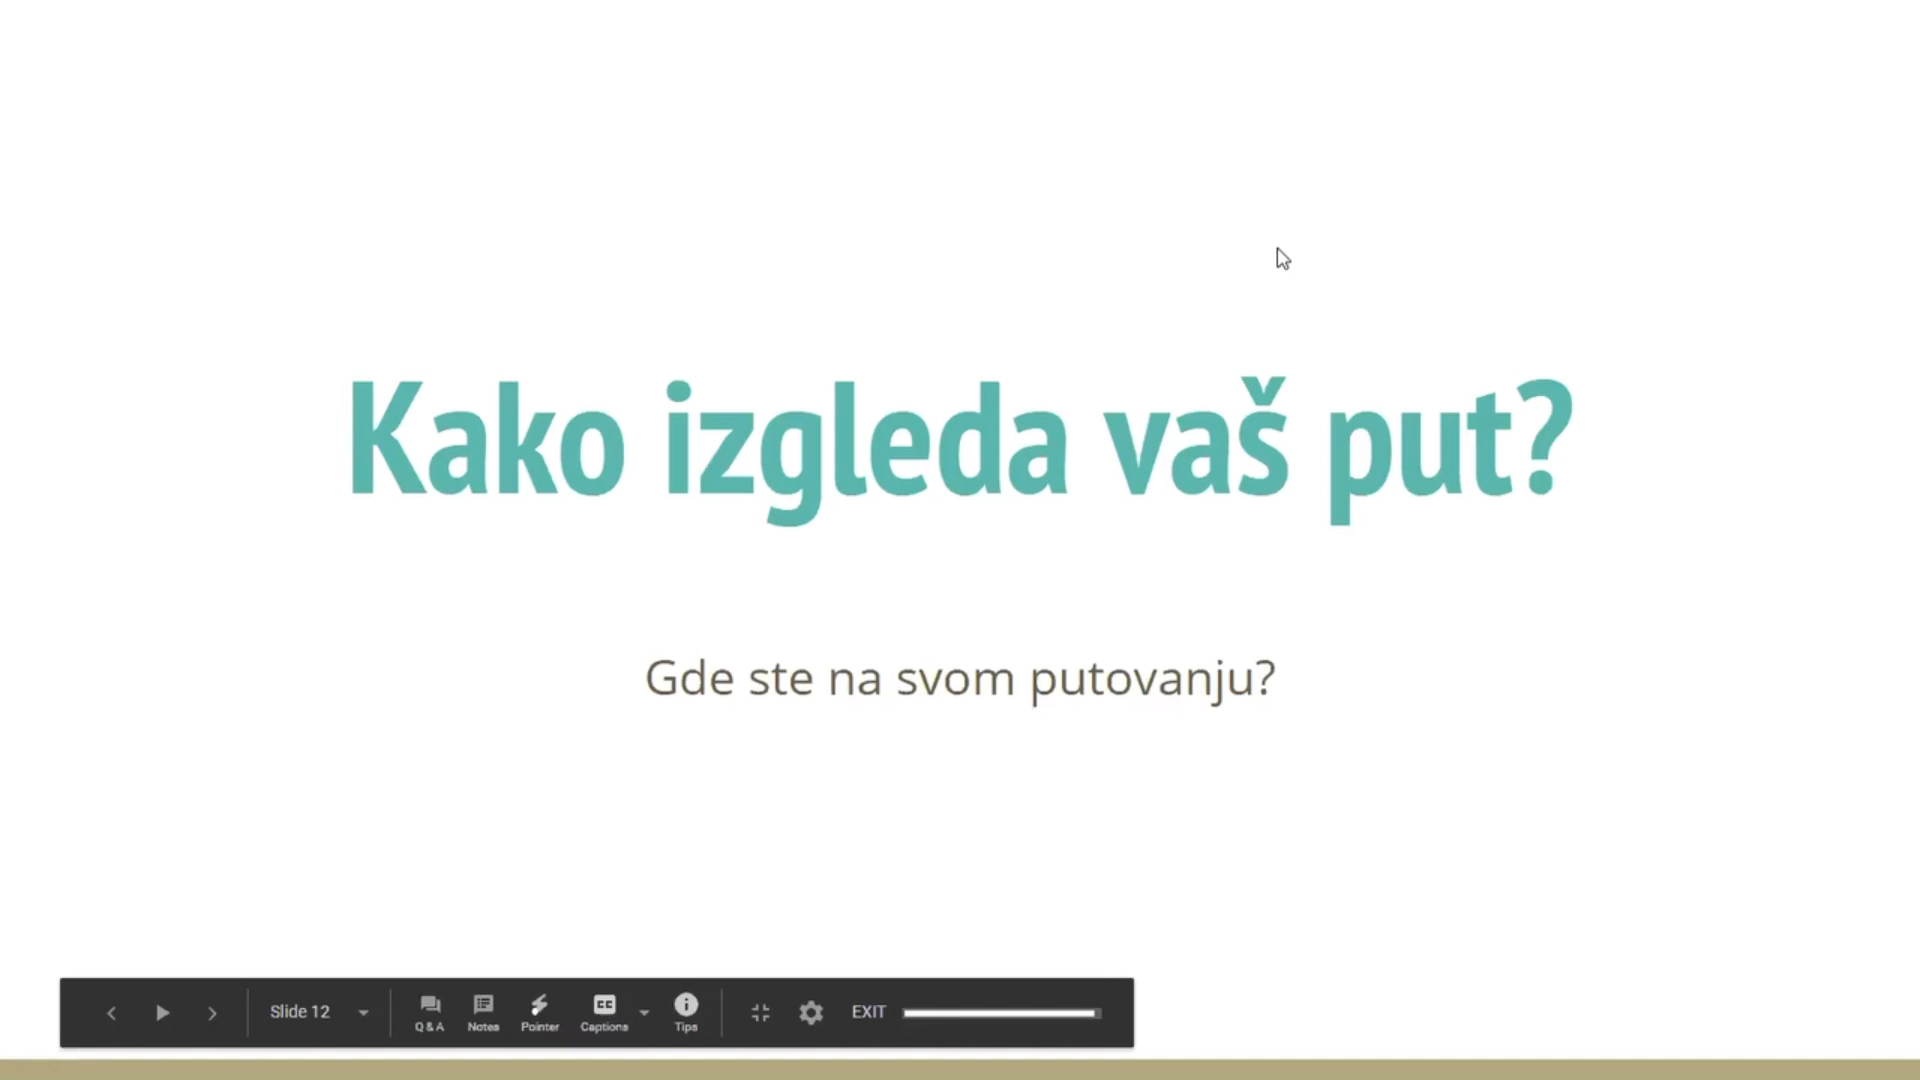 Kako izgleda vaš put?
Gde ste na svom putovanju?
Slide 12
Q & A
Notes
Pointer
Captions
Tips
EXIT